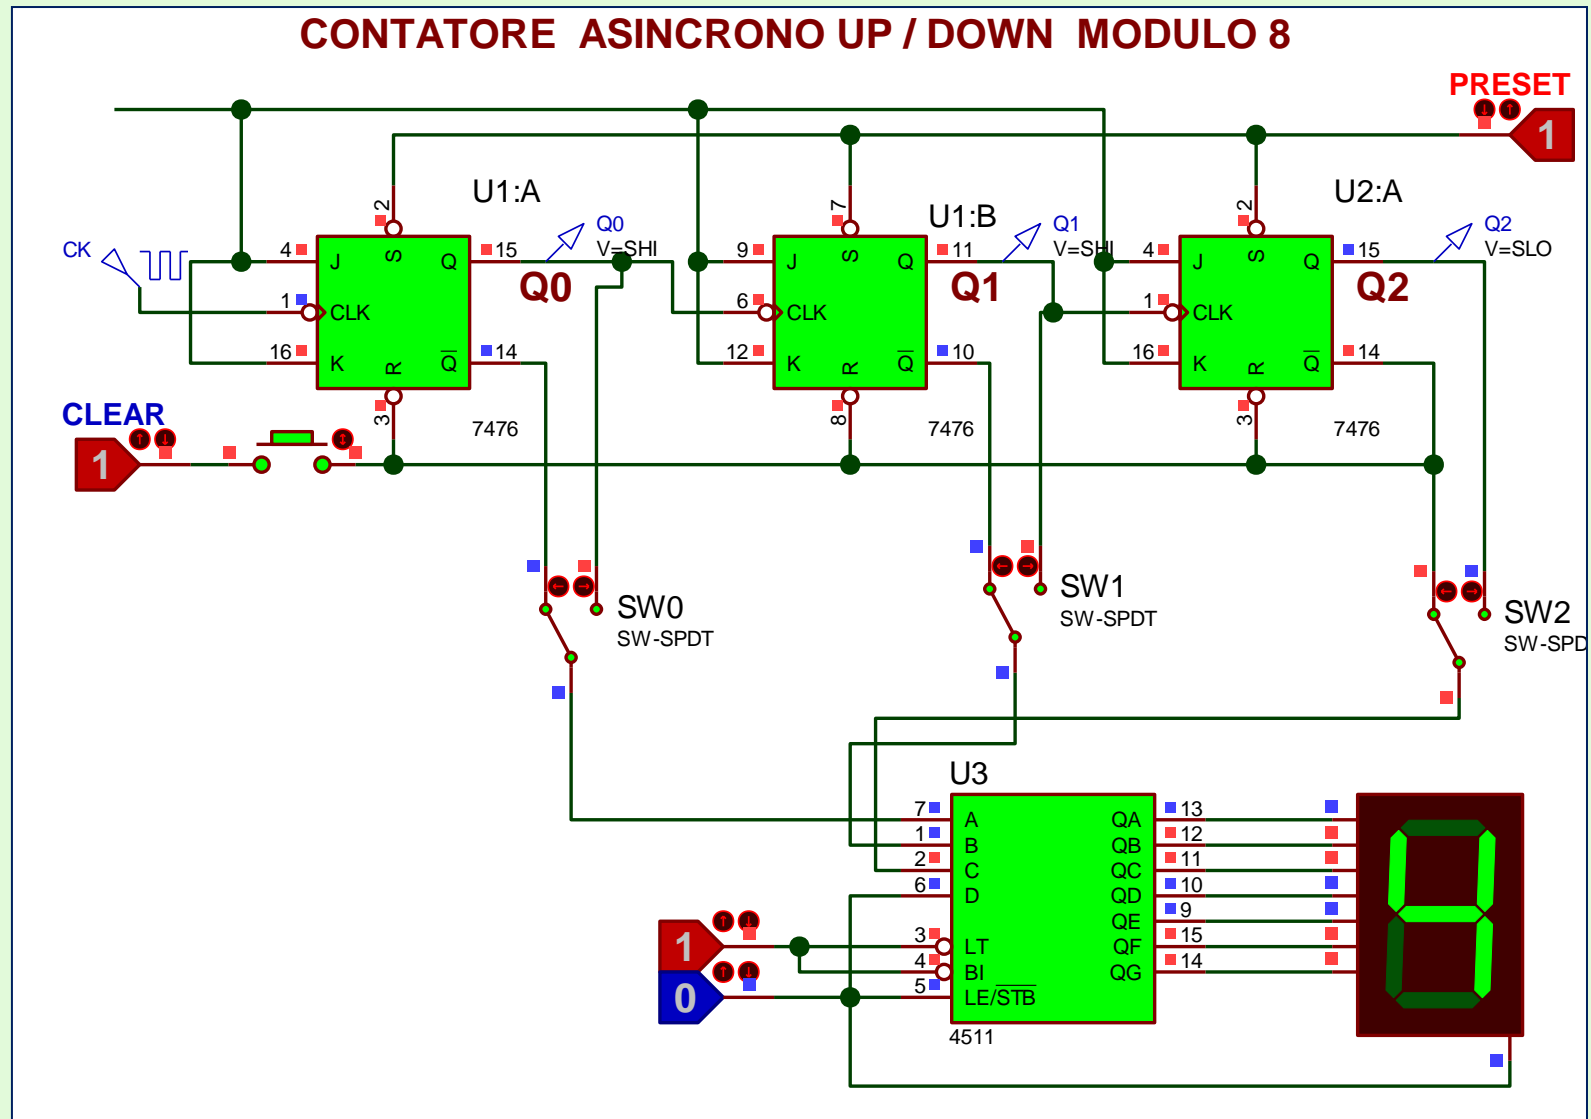 CONTATORE ASINCRONO UP / DOWN MODULO 8
PRESET
1
U1:A
U1:B
U2:A
2
7
2
CK
Q0
V=SHI
Q1
V=SHI
Q2
V=SLO
4 J S Q 15
9 J S Q 11
4 J S Q 15
Q0
Q1
Q2
1 CLK
6 CLK
1 CLK
16 K R Q 14
12 K R Q 10
16 K R Q 14
3
8
3
7476
7476
7476
CLEAR
1
SW0
SW-SPDT
SW1
SW-SPDT
SW2
SW-SPD
U3
7 A QA 13
1 B QB 12
2 C QC 11
6 D QD 10
QE 9
3 LT QF 15
4 BI QG 14
5 LE/STB
1
0
4511
4